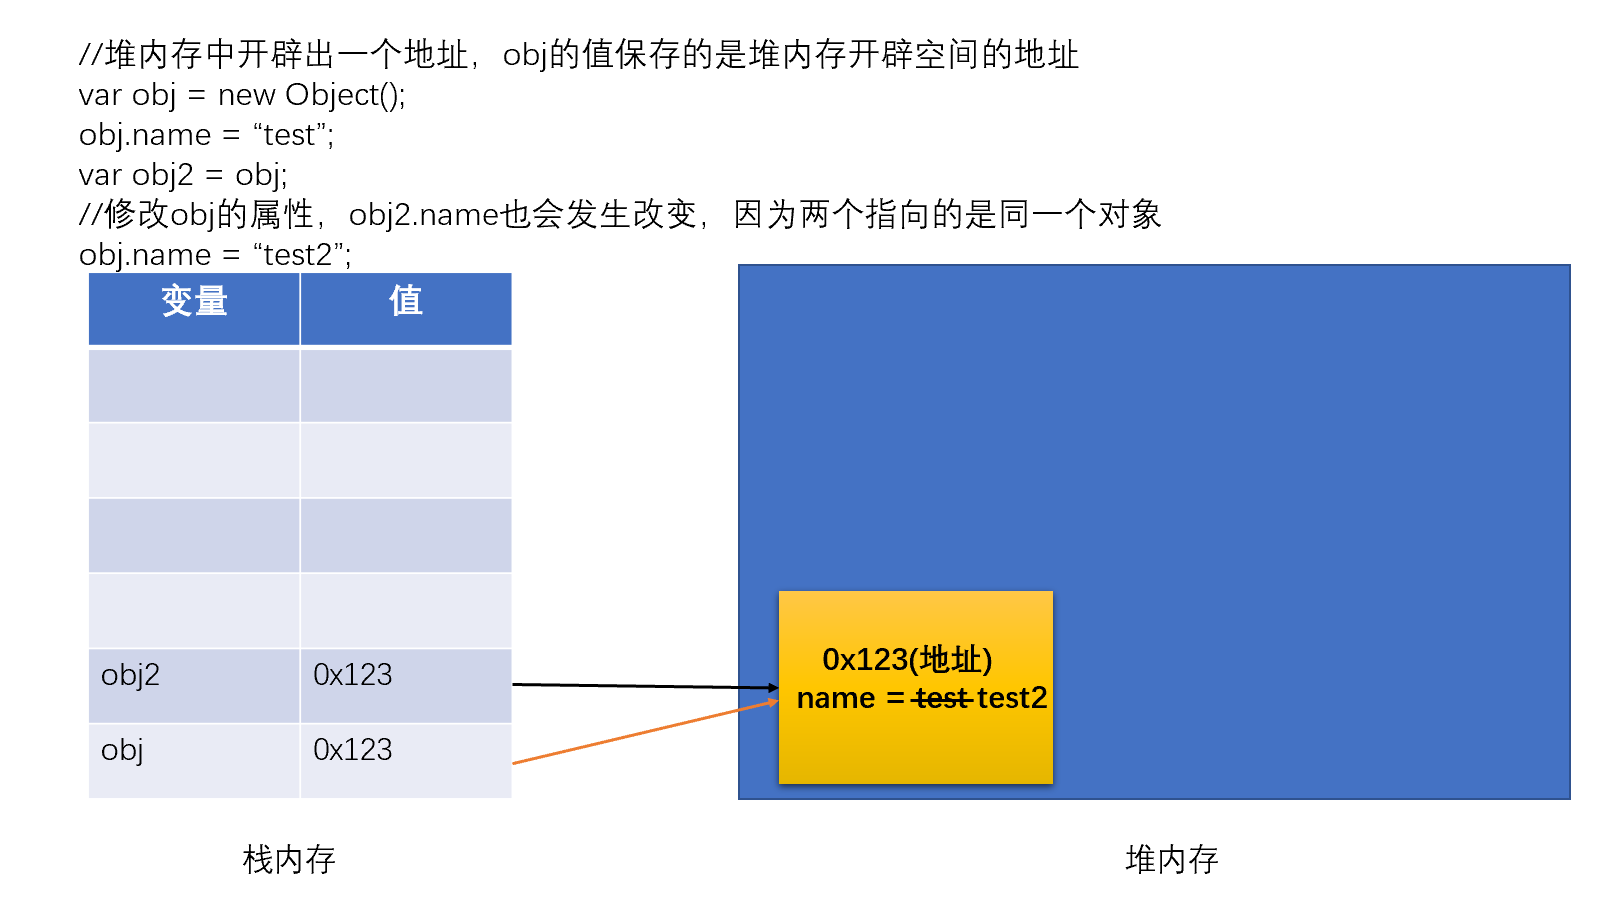 //堆内存中开辟出一个地址，obj的值保存的是堆内存开辟空间的地址
var obj = new Object();
obj.name = “test”;
var obj2 = obj;
//修改obj的属性，obj2.name也会发生改变，因为两个指向的是同一个对象
obj.name = “test2”;
变量 值
obj2 0x123
obj 0x123
0x123(地址)
name = test test2
栈内存
堆内存